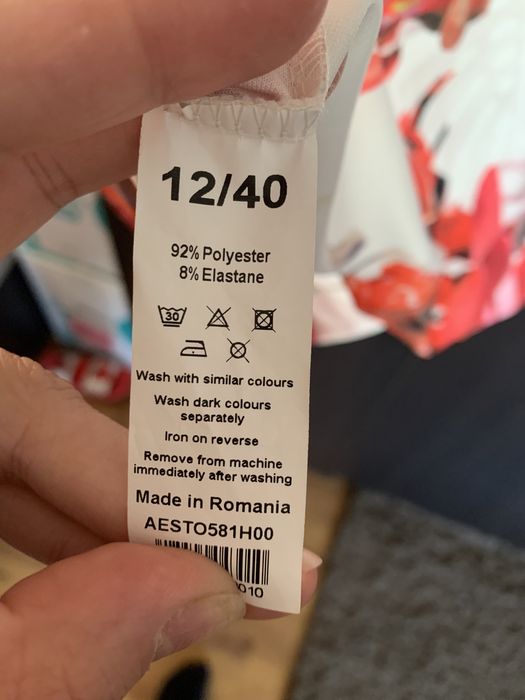 12/40
92% Polyester
8% Elastane
30
Wash with similar colours
Wash dark colours
separately
Iron on reverse
Remove from machine
immediately after washing
Made in Romania
AESTO581H00